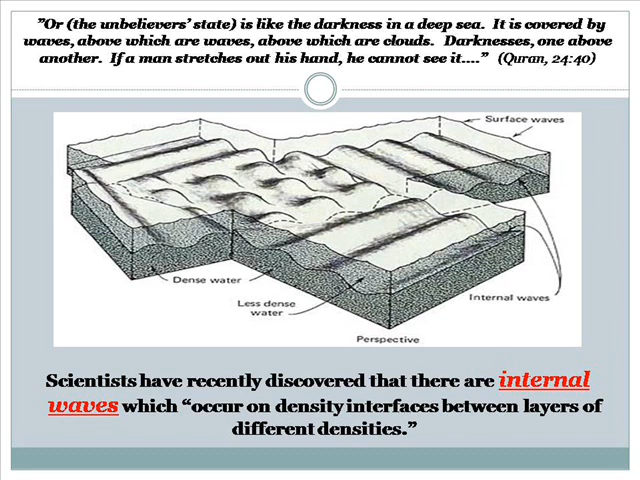 ”Or (the unbelievers’ state) is like the darkness in a deep sea. It is covered by
waves, above which are waves, above which are clouds. Darknesses, one above
another. If a man stretches out his hand, he cannot see it....” (Quran, 24:40)
Surface waves
Dense water
Less dense
water
Internal waves
Perspective
Scientists have recently discovered that there are internal
waves which “occur on density interfaces between layers of
different densities.”